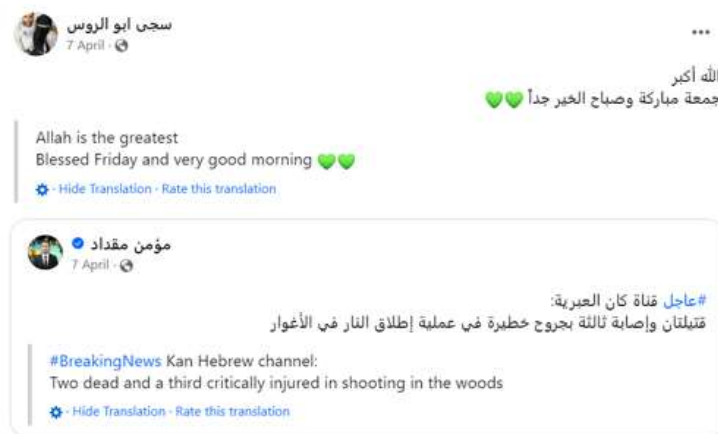 سجى ابو الروس
7 April ·
الله أكبر
جمعة مباركة وصباح الخير جداً 💚💚
Allah is the greatest
Blessed Friday and very good morning 💚💚
· Hide Translation · Rate this translation
مؤمن مقداد
7 April ·
#عاجل قناة كان العبرية:
قتيلتان وإصابة ثالثة بجروح خطيرة في عملية إطلاق النار في الأغوار
#BreakingNews Kan Hebrew channel:
Two dead and a third critically injured in shooting in the woods
· Hide Translation · Rate this translation